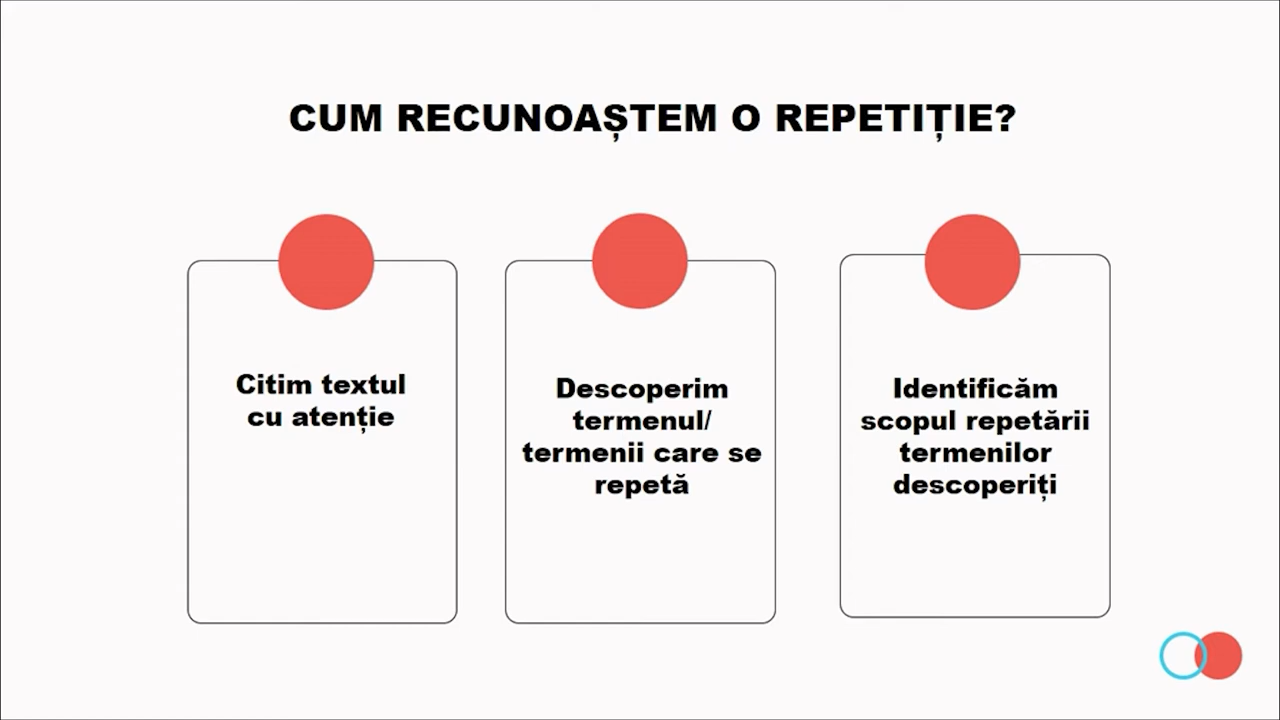 CUM RECUNOAȘTEM O REPETIȚIE?
Citim textul
cu atenție
Descoperim
termenul/
termenii care se
repetă
Identificăm
scopul repetării
termenilor
descoperiți